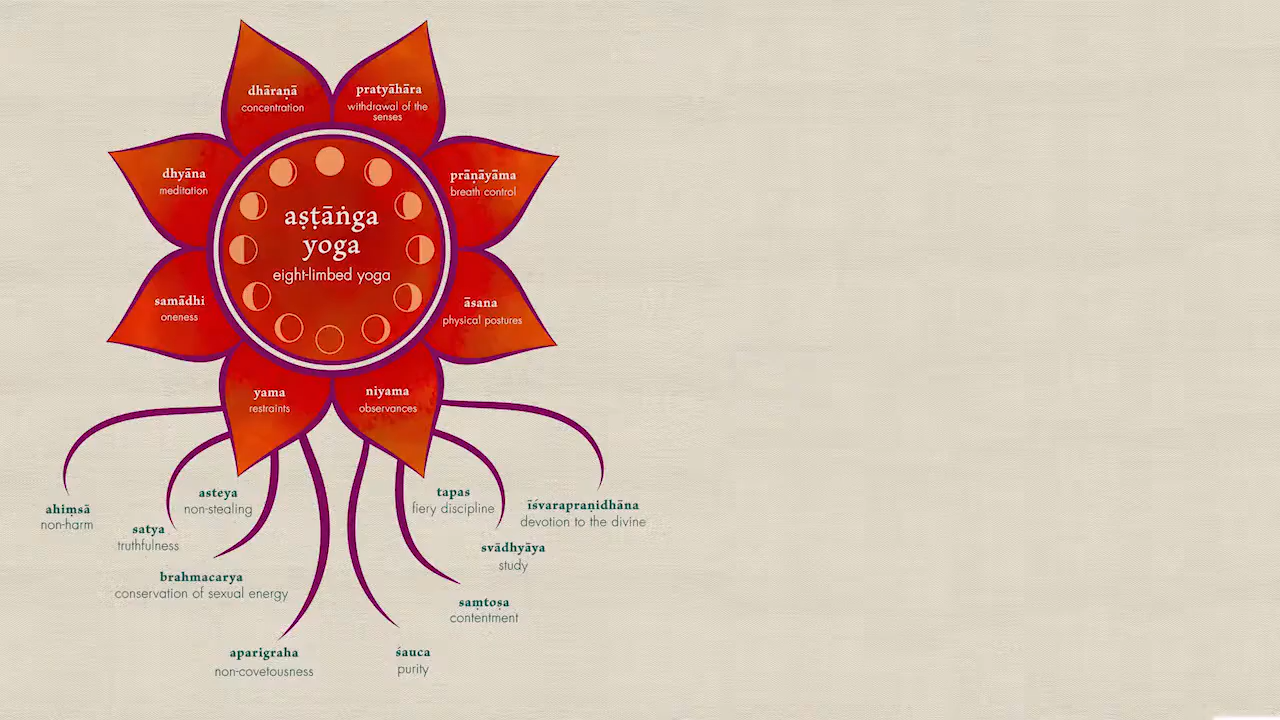 dhāraṇā
concentration
pratyāhāra
withdrawal of the
senses
dhyāna
meditation
prāṇāyāma
breath control
aṣṭāṅga
yoga
eight-limbed yoga
samādhi
oneness
āsana
physical postures
yama
restraints
niyama
observances
ahiṃsā
non-harm
satya
truthfulness
asteya
non-stealing
brahmacarya
conservation of sexual energy
aparigraha
non-covetousness
śauca
purity
saṃtoṣa
contentment
tapas
fiery discipline
svādhyāya
study
īśvarapraṇidhāna
devotion to the divine